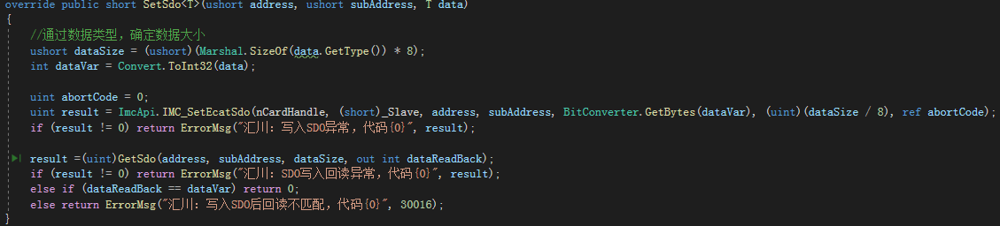 override public short SetSdo<T>(ushort address, ushort subAddress, T data)
{
//通过数据类型，确定数据大小
ushort dataSize = (ushort)(Marshal.SizeOf(data.GetType()) * 8);
int dataVar = Convert.ToInt32(data);
uint abortCode = 0;
uint result = ImcApi.IMC_SetEcatSdo(nCardHandle, (short)_Slave, address, subAddress, BitConverter.GetBytes(dataVar), (uint)(dataSize / 8), ref abortCode);
if (result != 0) return ErrorMsg("汇川：写入SDO异常，代码{0}", result);
result =(uint)GetSdo(address, subAddress, dataSize, out int dataReadBack);
if (result != 0) return ErrorMsg("汇川：SDO写入回读异常，代码{0}", result);
else if (dataReadBack == dataVar) return 0;
else return ErrorMsg("汇川：写入SDO后回读不匹配，代码{0}", 30016);
}